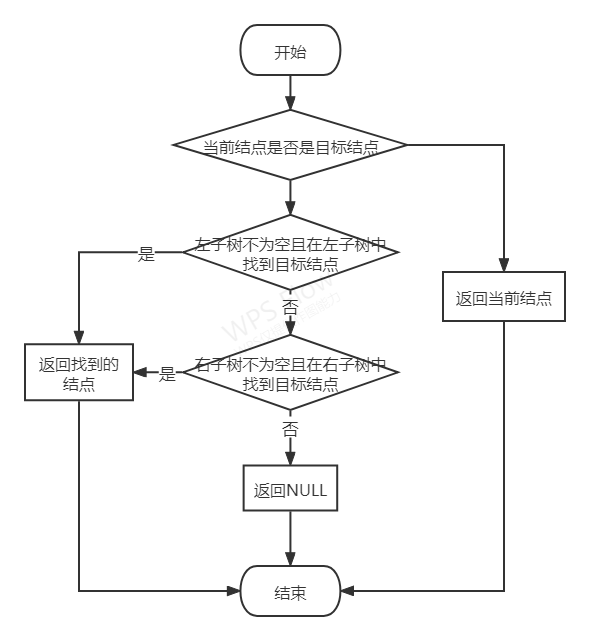 开始
当前结点是否是目标结点
左子树不为空且在左子树中
找到目标结点
是
否
返回当前结点
右子树不为空且在右子树中
找到目标结点
是
返回找到的
结点
否
返回NULL
结束
WPS Flow